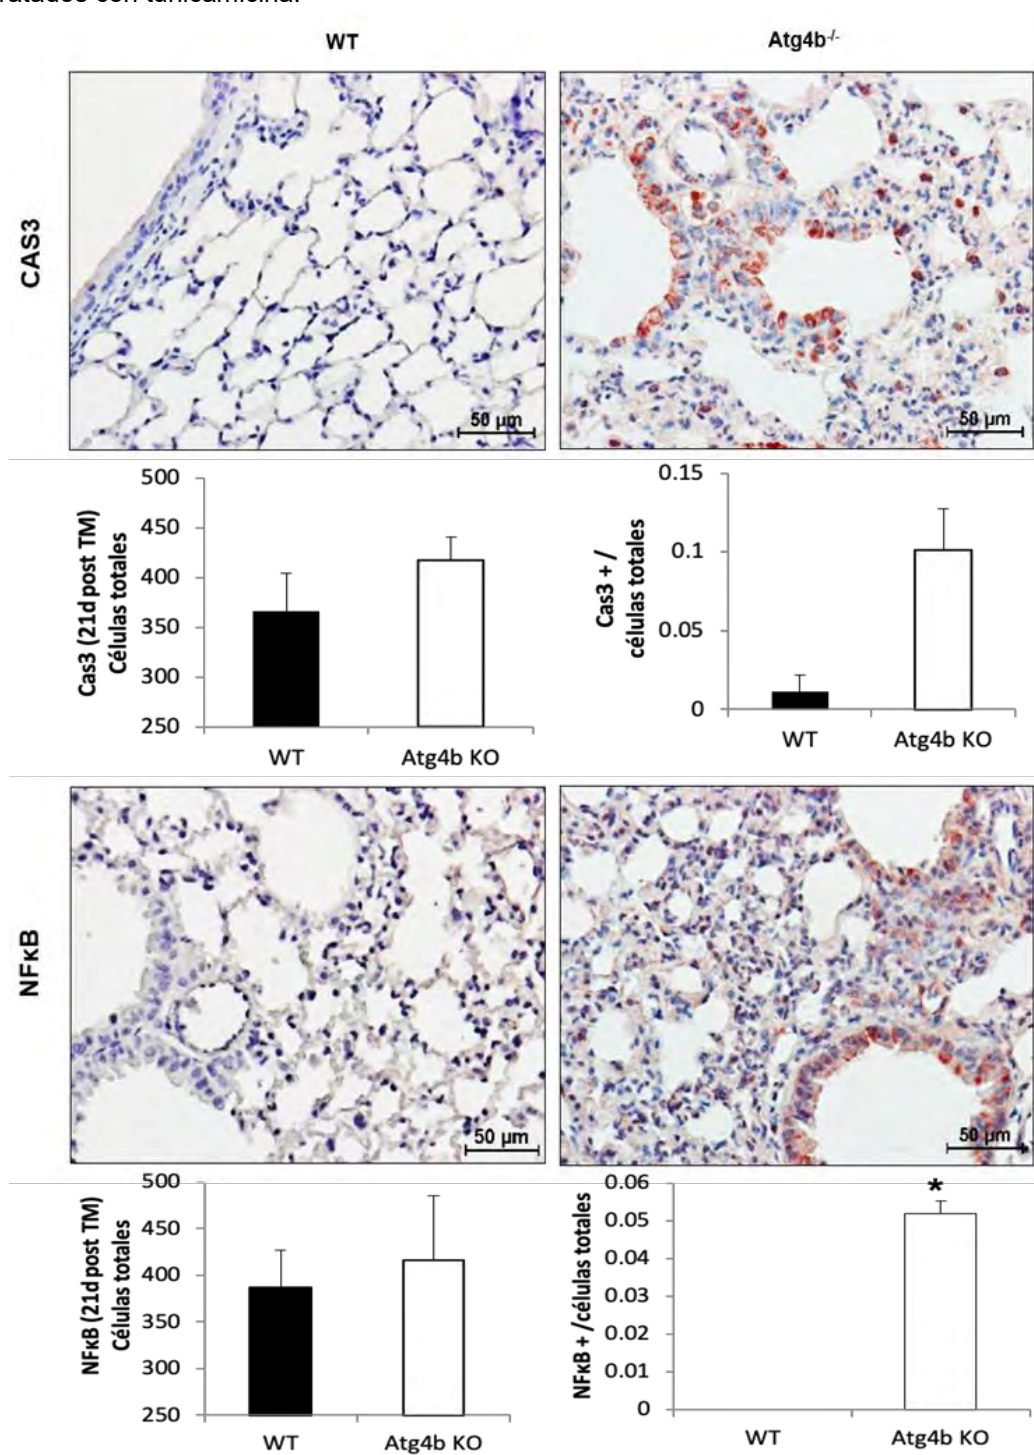 ratados con tunicamicina.
WT
Atg4b-/-
CAS3
50 µm
50 µm
Cas3 (21d post TM)
Células totales
500
450
400
350
300
250
WT
Atg4b KO
Cas3 + /
células totales
0.15
0.1
0.05
0
WT
Atg4b KO
NFκB
50 µm
50 µm
NFκB (21d post TM)
Células totales
500
450
400
350
300
250
WT
Atg4b KO
NFκB + /células totales
0.06
0.05
0.04
0.03
0.02
0.01
0
*
WT
Atg4b KO